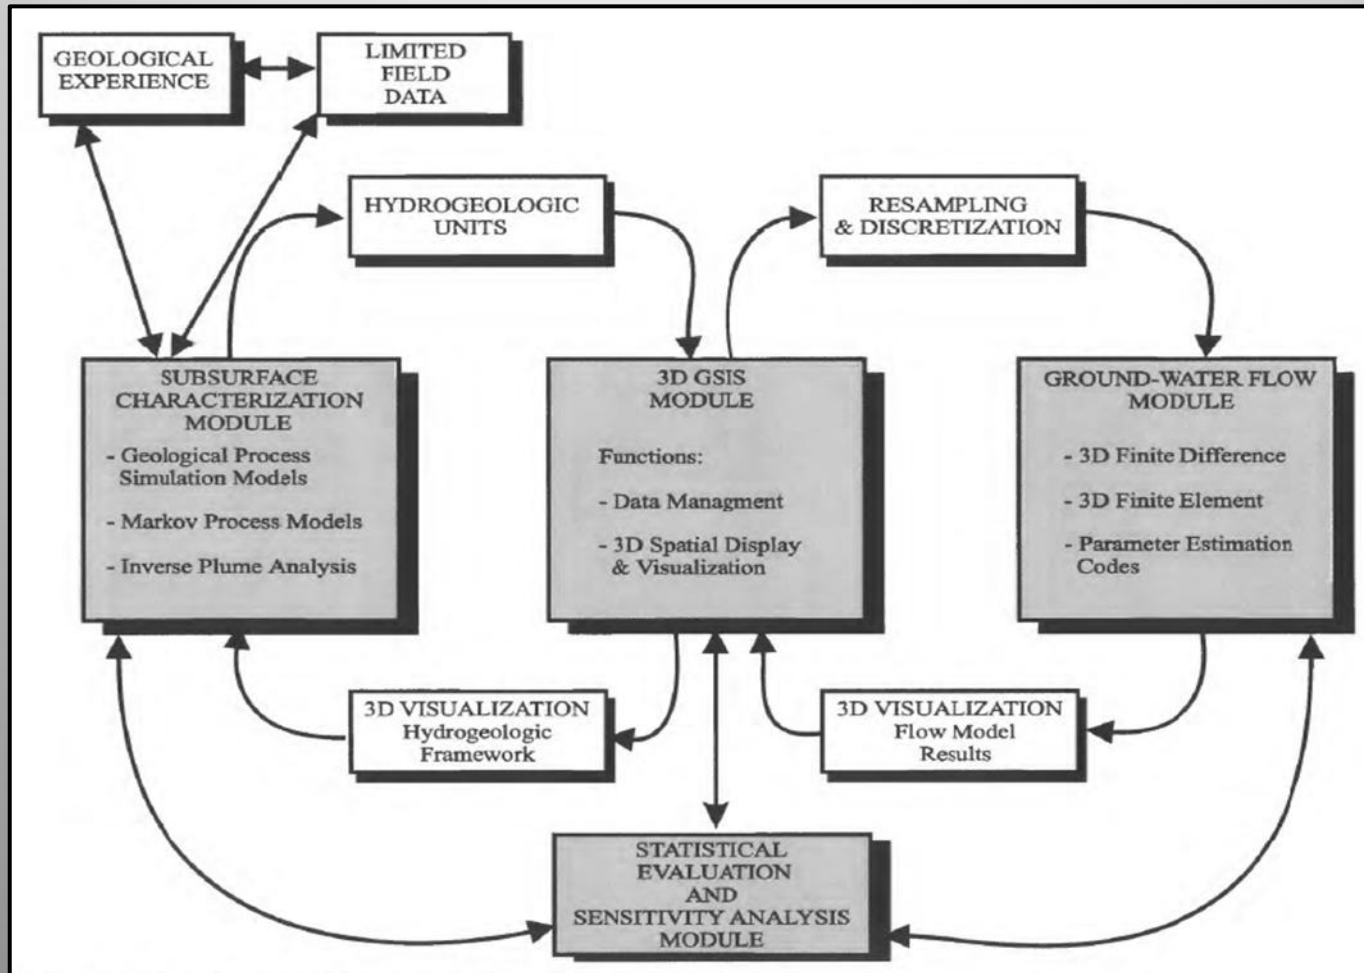 GEOLOGICAL
EXPERIENCE
LIMITED
FIELD
DATA
HYDROGEOLOGIC
UNITS
RESAMPLING
& DISCRETIZATION
SUBSURFACE
CHARACTERIZATION
MODULE
- Geological Process
Simulation Models
- Markov Process Models
- Inverse Plume Analysis
3D GSIS
MODULE
Functions:
- Data Managment
- 3D Spatial Display
& Visualization
GROUND-WATER FLOW
MODULE
- 3D Finite Difference
- 3D Finite Element
- Parameter Estimation
Codes
3D VISUALIZATION
Hydrogeologic
Framework
3D VISUALIZATION
Flow Model
Results
STATISTICAL
EVALUATION
AND
SENSITIVITY ANALYSIS
MODULE